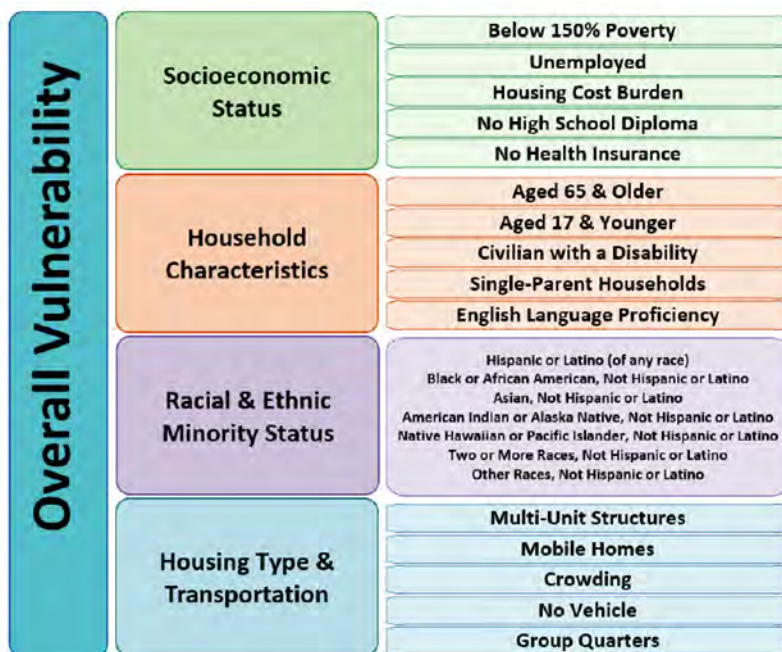 Overall Vulnerability
Socioeconomic
Status
Below 150% Poverty
Unemployed
Housing Cost Burden
No High School Diploma
No Health Insurance
Household
Characteristics
Aged 65 & Older
Aged 17 & Younger
Civilian with a Disability
Single-Parent Households
English Language Proficiency
Racial & Ethnic
Minority Status
Hispanic or Latino (of any race)
Black or African American, Not Hispanic or Latino
Asian, Not Hispanic or Latino
American Indian or Alaska Native, Not Hispanic or Latino
Native Hawaiian or Pacific Islander, Not Hispanic or Latino
Two or More Races, Not Hispanic or Latino
Other Races, Not Hispanic or Latino
Housing Type &
Transportation
Multi-Unit Structures
Mobile Homes
Crowding
No Vehicle
Group Quarters